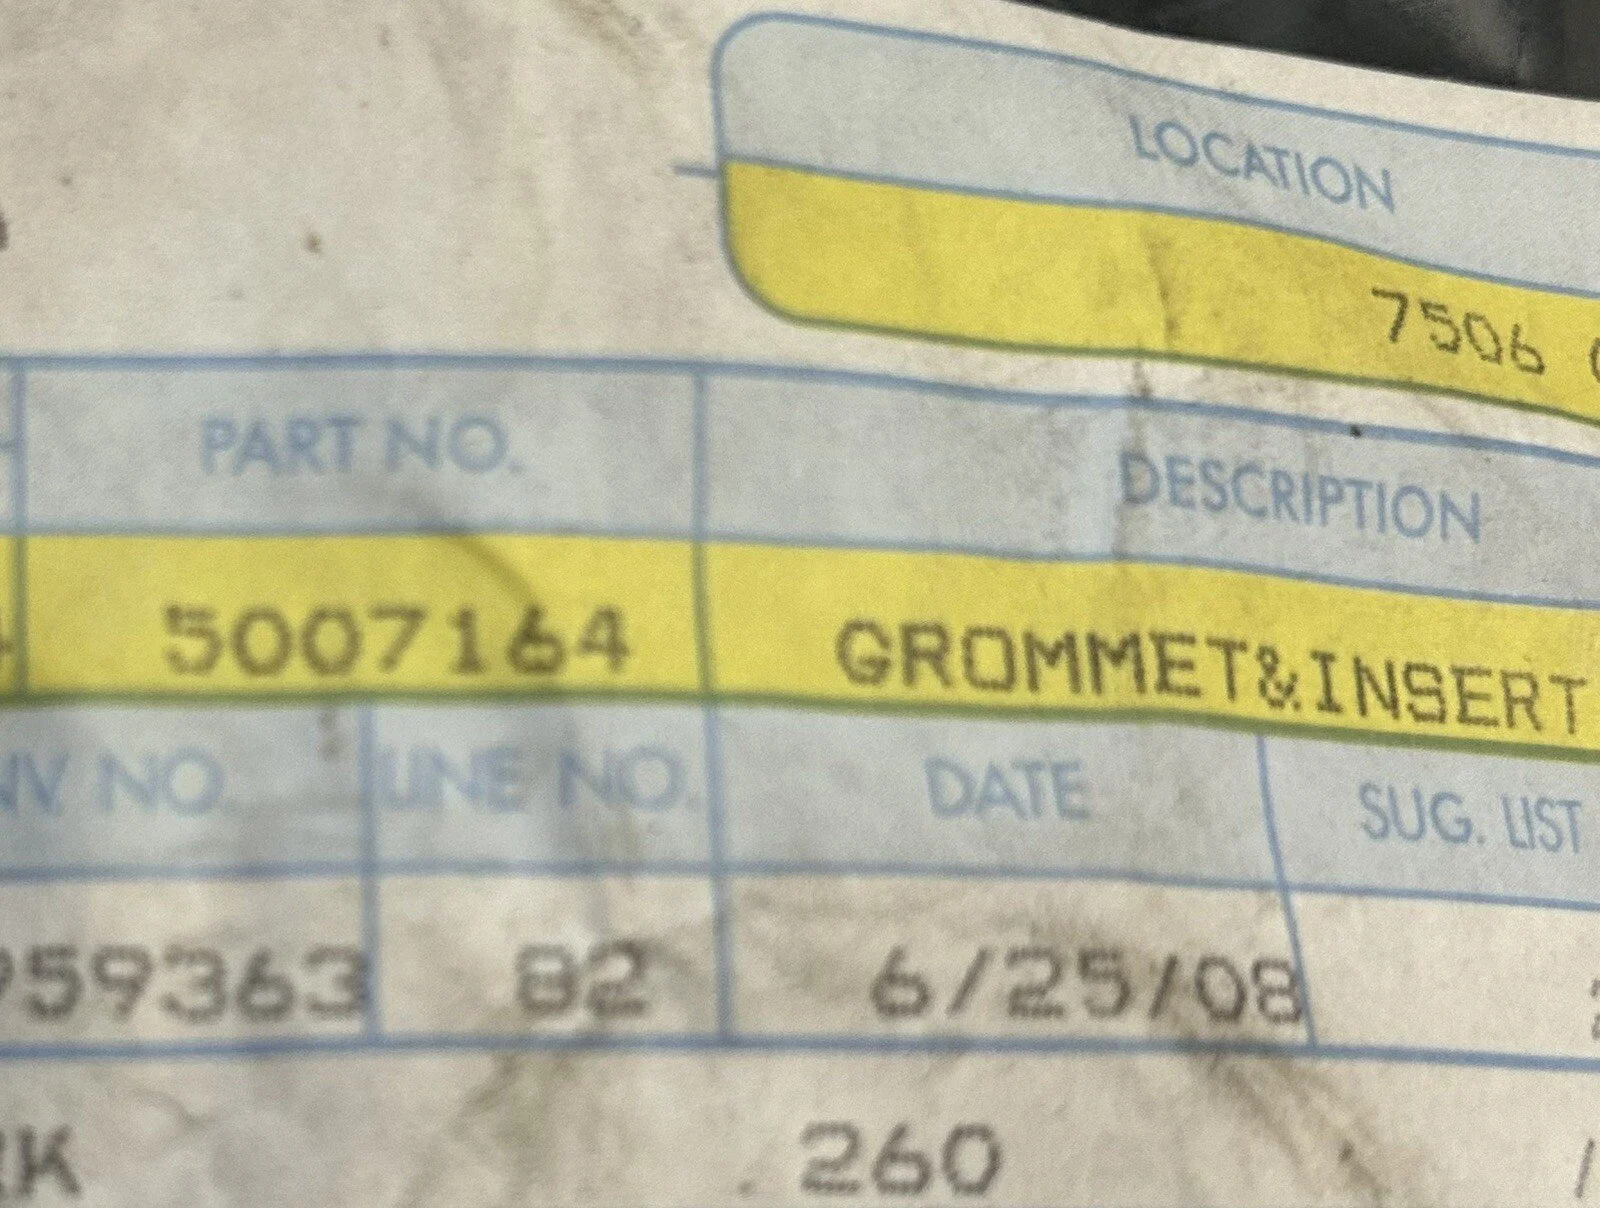 LOCATION
7506
PART NO. DESCRIPTION
5007164 GROMMET&INSERT
NV NO. LINE NO. DATE SUG. LIST
959363 82 6/25/08
RK .260